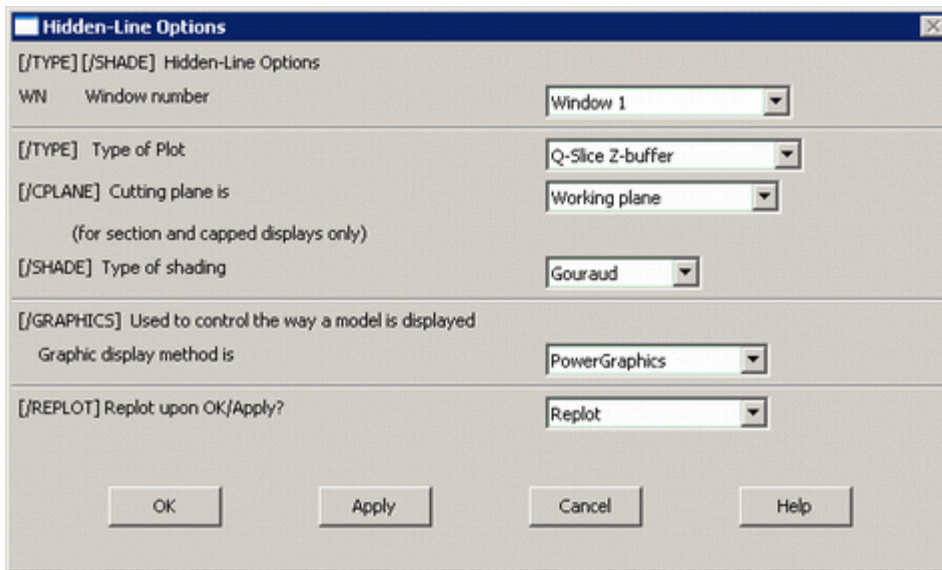 Hidden-Line Options
[/TYPE] [/SHADE] Hidden-Line Options
WN Window number Window 1
[/TYPE] Type of Plot Q-Slice Z-buffer
[/CPLANE] Cutting plane is Working plane
(for section and capped displays only)
[/SHADE] Type of shading Gouraud
[/GRAPHICS] Used to control the way a model is displayed
Graphic display method is PowerGraphics
[/REPLOT] Replot upon OK/Apply? Replot
OK Apply Cancel Help